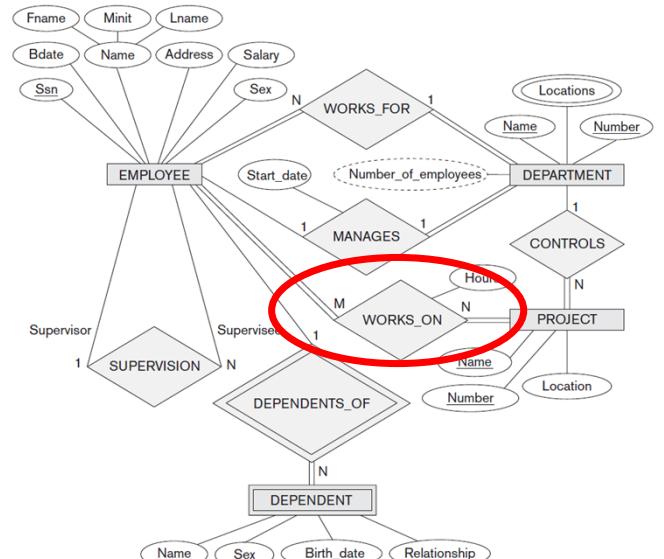 Fname Minit Lname
Bdate Name Address Salary
Ssn Sex
N WORKS_FOR 1
Locations
Name Number
EMPLOYEE
Start_date
Number_of_employees
DEPARTMENT
1 MANAGES 1
1
CONTROLS
N
Hours
M WORKS_ON N
PROJECT
Supervisor Supervisee
1 SUPERVISION N
1
Name
Number
Location
DEPENDENTS_OF
N
DEPENDENT
Name Sex Birth_date Relationship